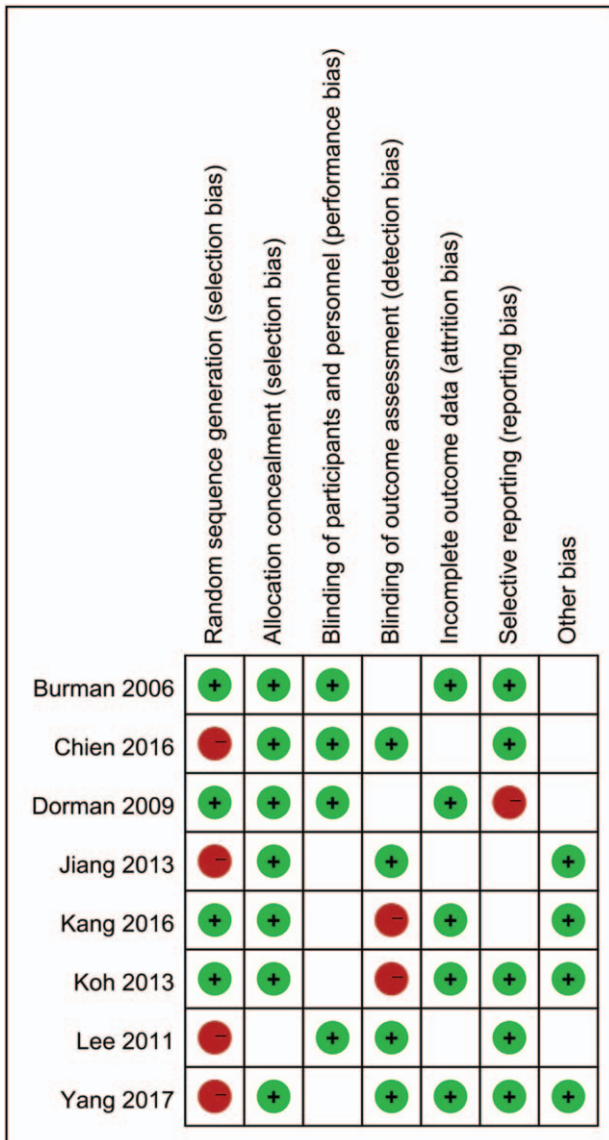 Random sequence generation (selection bias)
Allocation concealment (selection bias)
Blinding of participants and personnel (performance bias)
Blinding of outcome assessment (detection bias)
Incomplete outcome data (attrition bias)
Selective reporting (reporting bias)
Other bias
Burman 2006 + + + + +
Chien 2016 – + + + +
Dorman 2009 + + + + –
Jiang 2013 – + + +
Kang 2016 + + – + +
Koh 2013 + + – + + +
Lee 2011 – + + +
Yang 2017 – + + + + +